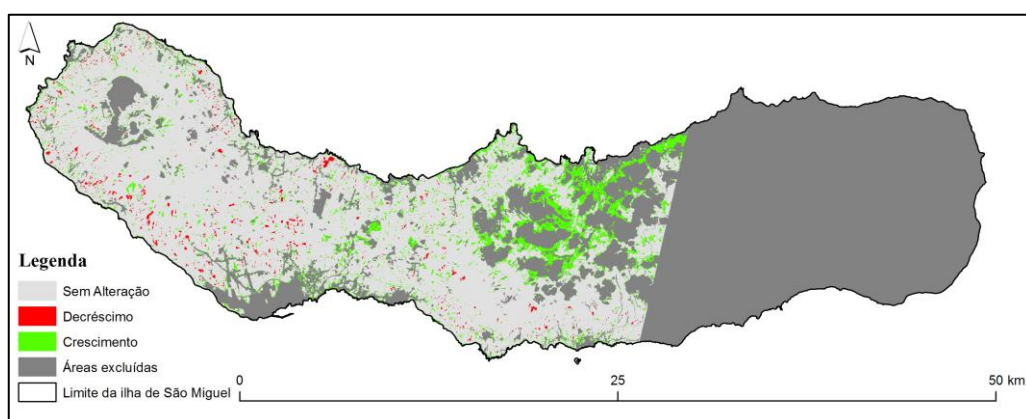 N
Legenda
Sem Alteração
Decréscimo
Crescimento
Áreas excluídas
Limite da ilha de São Miguel
0 25 50 km